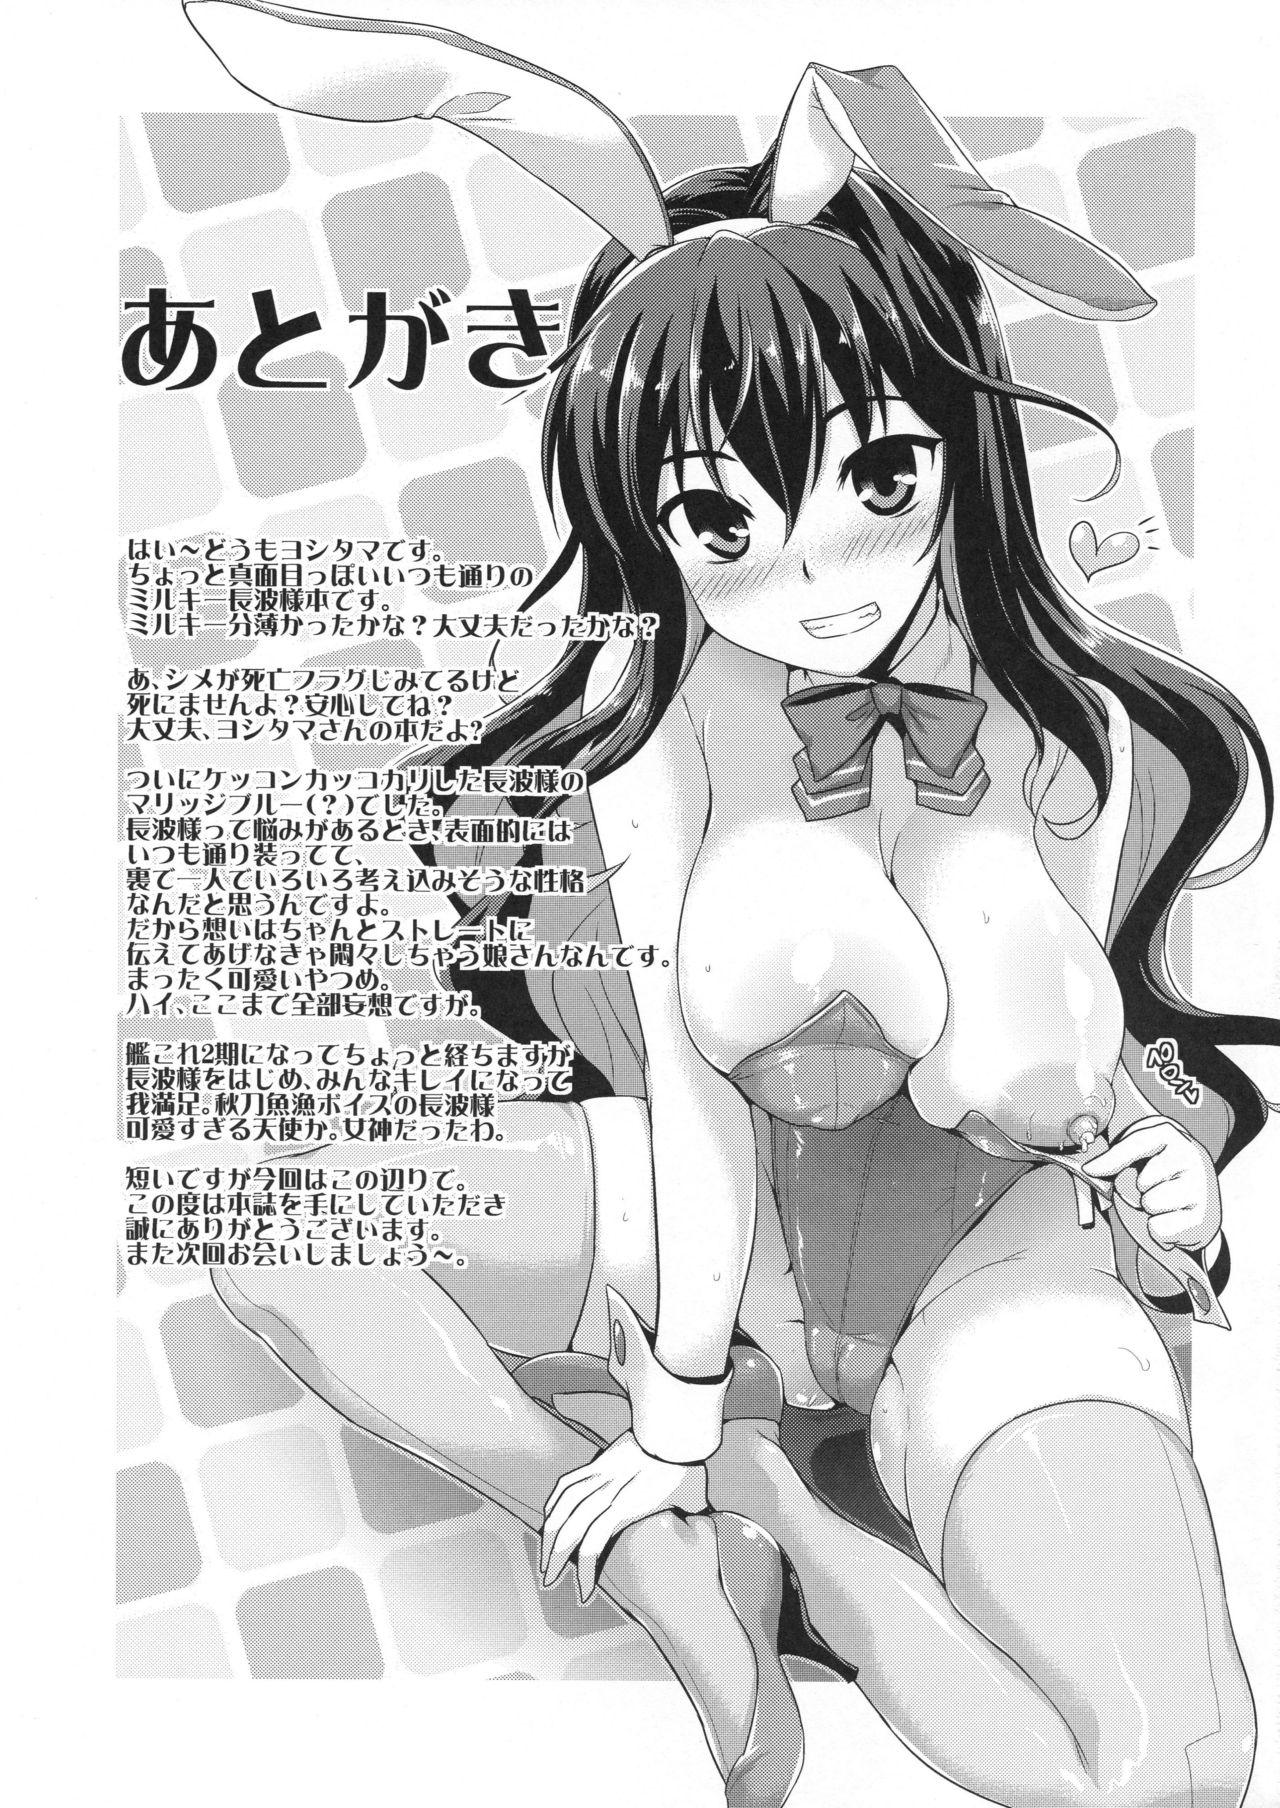 あとがき
はい～どうもヨシタマです。
ちょっと真面目っぽいいつも通りの
ミルキー長波様本です。
ミルキー分薄かったかな？大丈夫だったかな？
あ、シメが死亡フラグじみてるけど
死にませんよ？安心してね？
大丈夫、ヨシタマさんの本だよ？
ついにケッコンカッコカリした長波様の
マリッジブルー(？)でした。
長波様って悩みがあるとき、表面的には
いつも通り装ってて、
裏で一人でいろいろ考え込みそうな性格
なんだと思うんですよ。
だから想いはちゃんとストレートに
伝えてあげなきゃ悶々しちゃう娘さんなんです。
まったく可愛いやつめ。
ハイ、ここまで全部妄想ですが。
艦これ2期になってちょっと経ちますが
長波様をはじめ、みんなキレイになって
我満足。秋刀魚漁ボイスの長波様
可愛すぎる天使か。女神だったわ。
短いですが今回はこの辺りで。
この度は本誌を手にしていただき
誠にありがとうございます。
また次回お会いしましょう～。